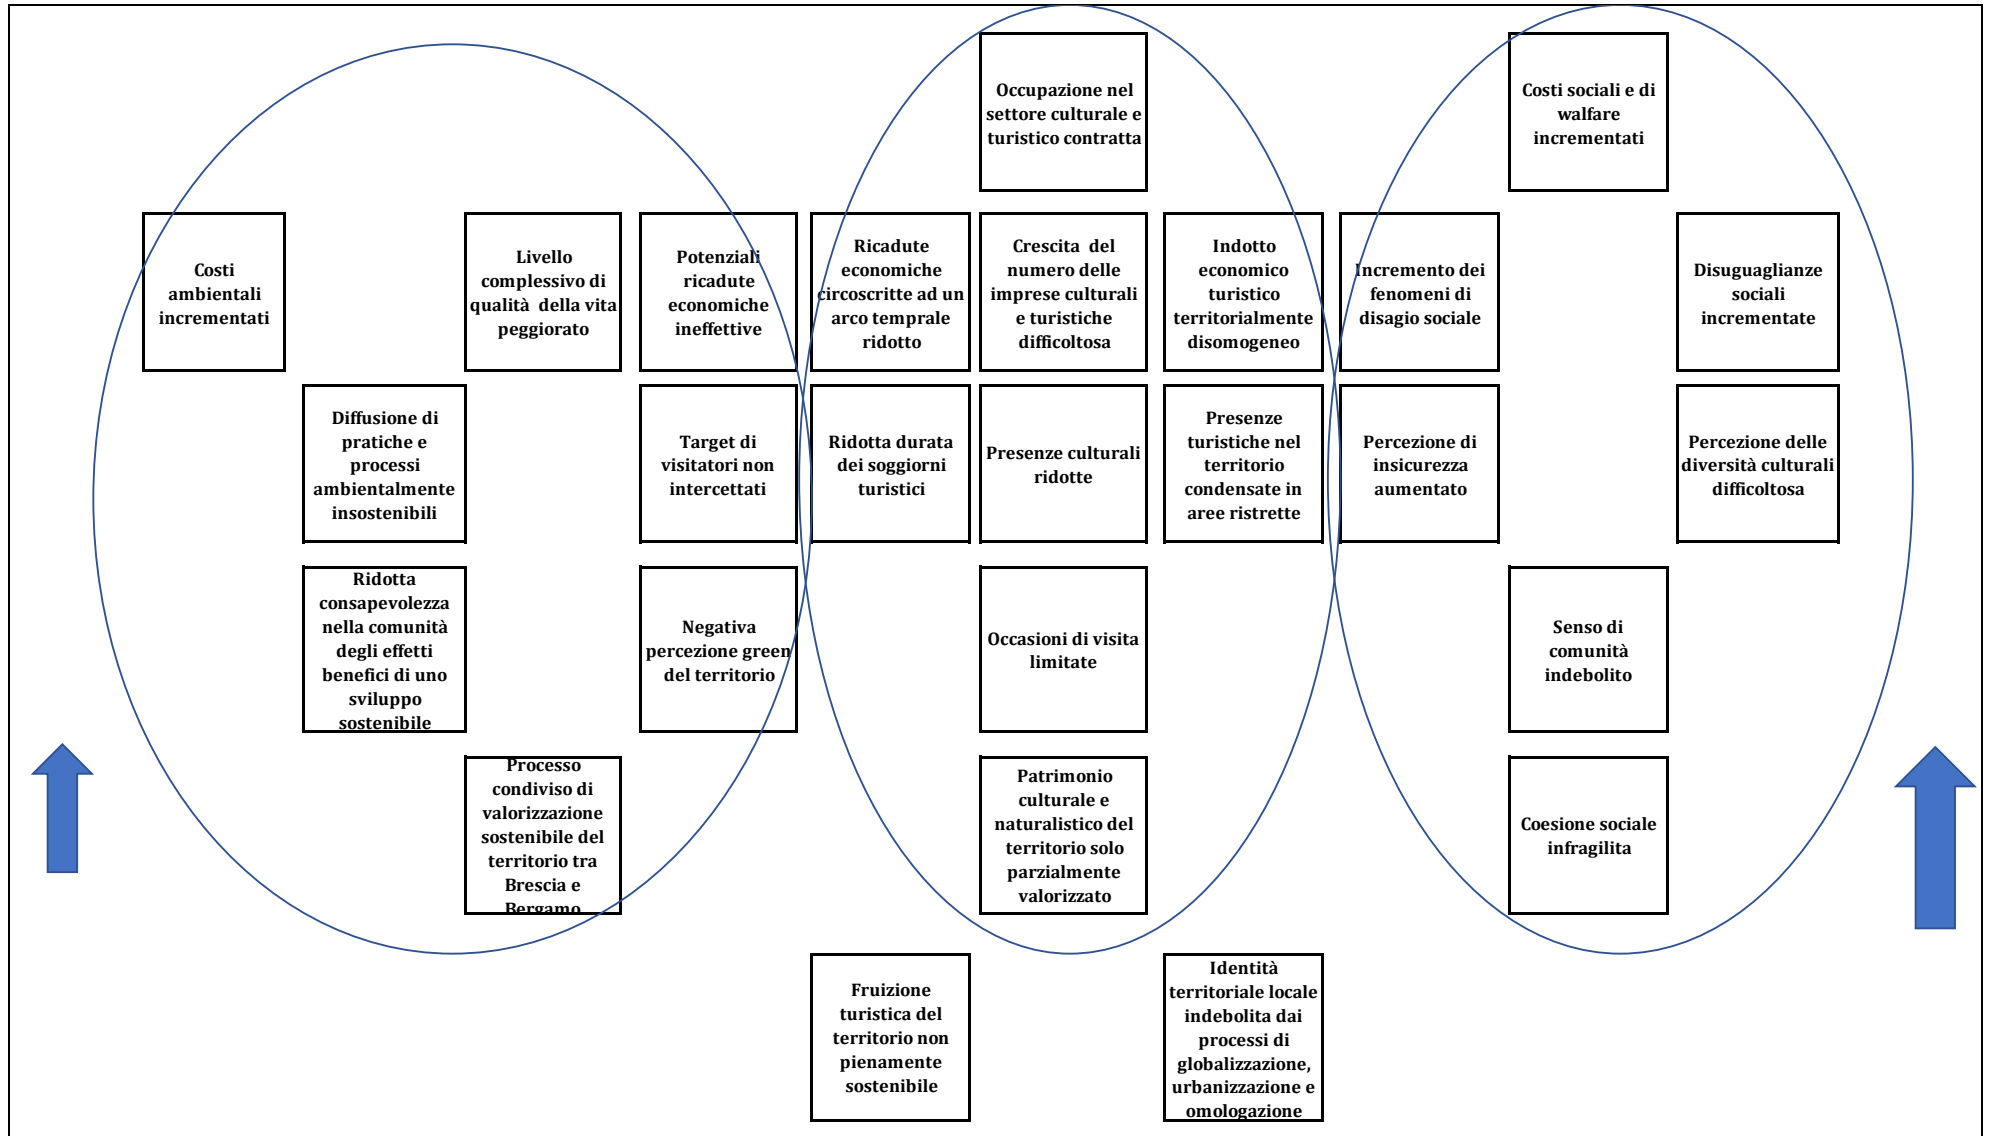 Occupazione nel
settore culturale e
turistico contratta
Costi sociali e di
walfare
incrementati
Costi
ambientali
incrementati
Livello
complessivo di
qualità della vita
peggiorato
Potenziali
ricadute
economiche
ineffettive
Ricadute
economiche
circoscritte ad un
arco temprale
ridotto
Crescita del
numero delle
imprese culturali
e turistiche
difficoltosa
Indotto
economico
turistico
territorialmente
disomogeneo
Incremento dei
fenomeni di
disagio sociale
Disuguaglianze
sociali
incrementate
Diffusione di
pratiche e
processi
ambientalmente
insostenibili
Target di
visitatori non
intercettati
Ridotta durata
dei soggiorni
turistici
Presenze culturali
ridotte
Presenze
turistiche nel
territorio
condensate in
aree ristrette
Percezione di
insicurezza
aumentato
Percezione delle
diversità culturali
difficoltosa
Ridotta
consapevolezza
nella comunità
degli effetti
benefici di uno
sviluppo
sostenibile
Negativa
percezione green
del territorio
Occasioni di visita
limitate
Senso di
comunità
indebolito
Processo
condiviso di
valorizzazione
sostenibile del
territorio tra
Brescia e
Bergamo
Patrimonio
culturale e
naturalistico del
territorio solo
parzialmente
valorizzato
Coesione sociale
infragilita
Fruizione
turistica del
territorio non
pienamente
sostenibile
Identità
territoriale locale
indebolita dai
processi di
globalizzazione,
urbanizzazione e
omologazione